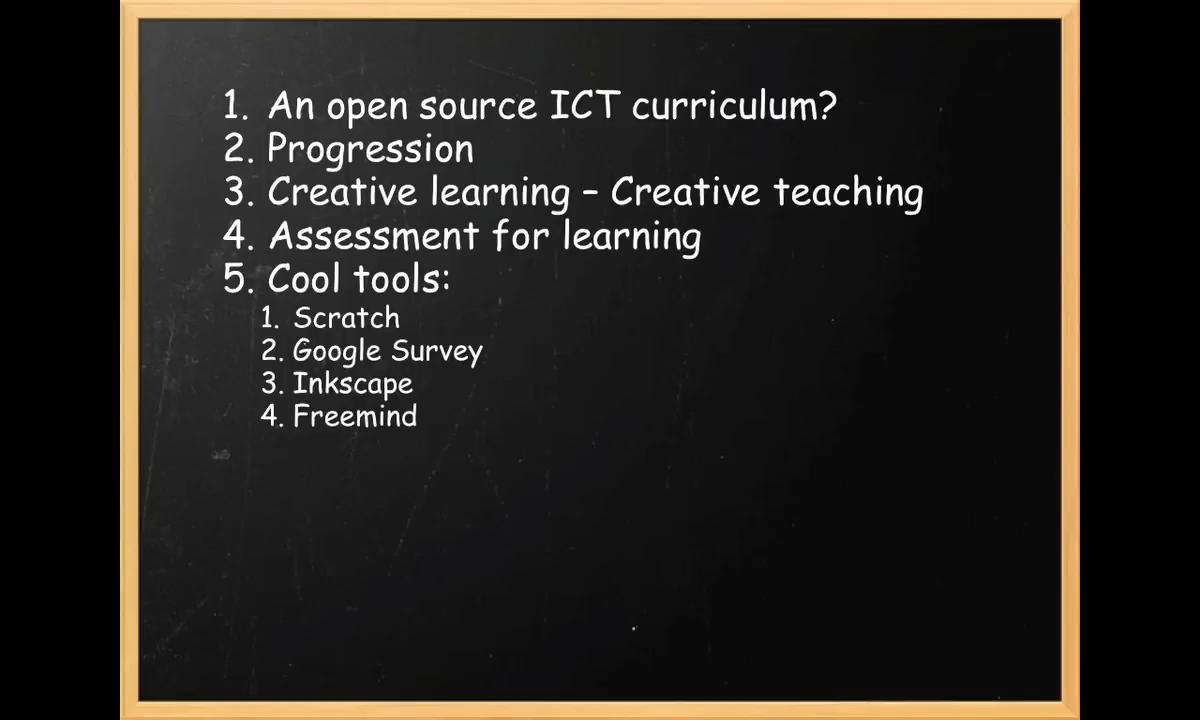 1. An open source ICT curriculum?
2. Progression
3. Creative learning – Creative teaching
4. Assessment for learning
5. Cool tools:
1. Scratch
2. Google Survey
3. Inkscape
4. Freemind